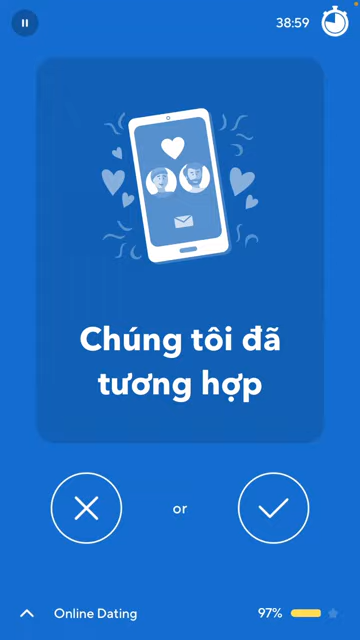 38:59
Chúng tôi đã
tương hợp
or
Online Dating
97%